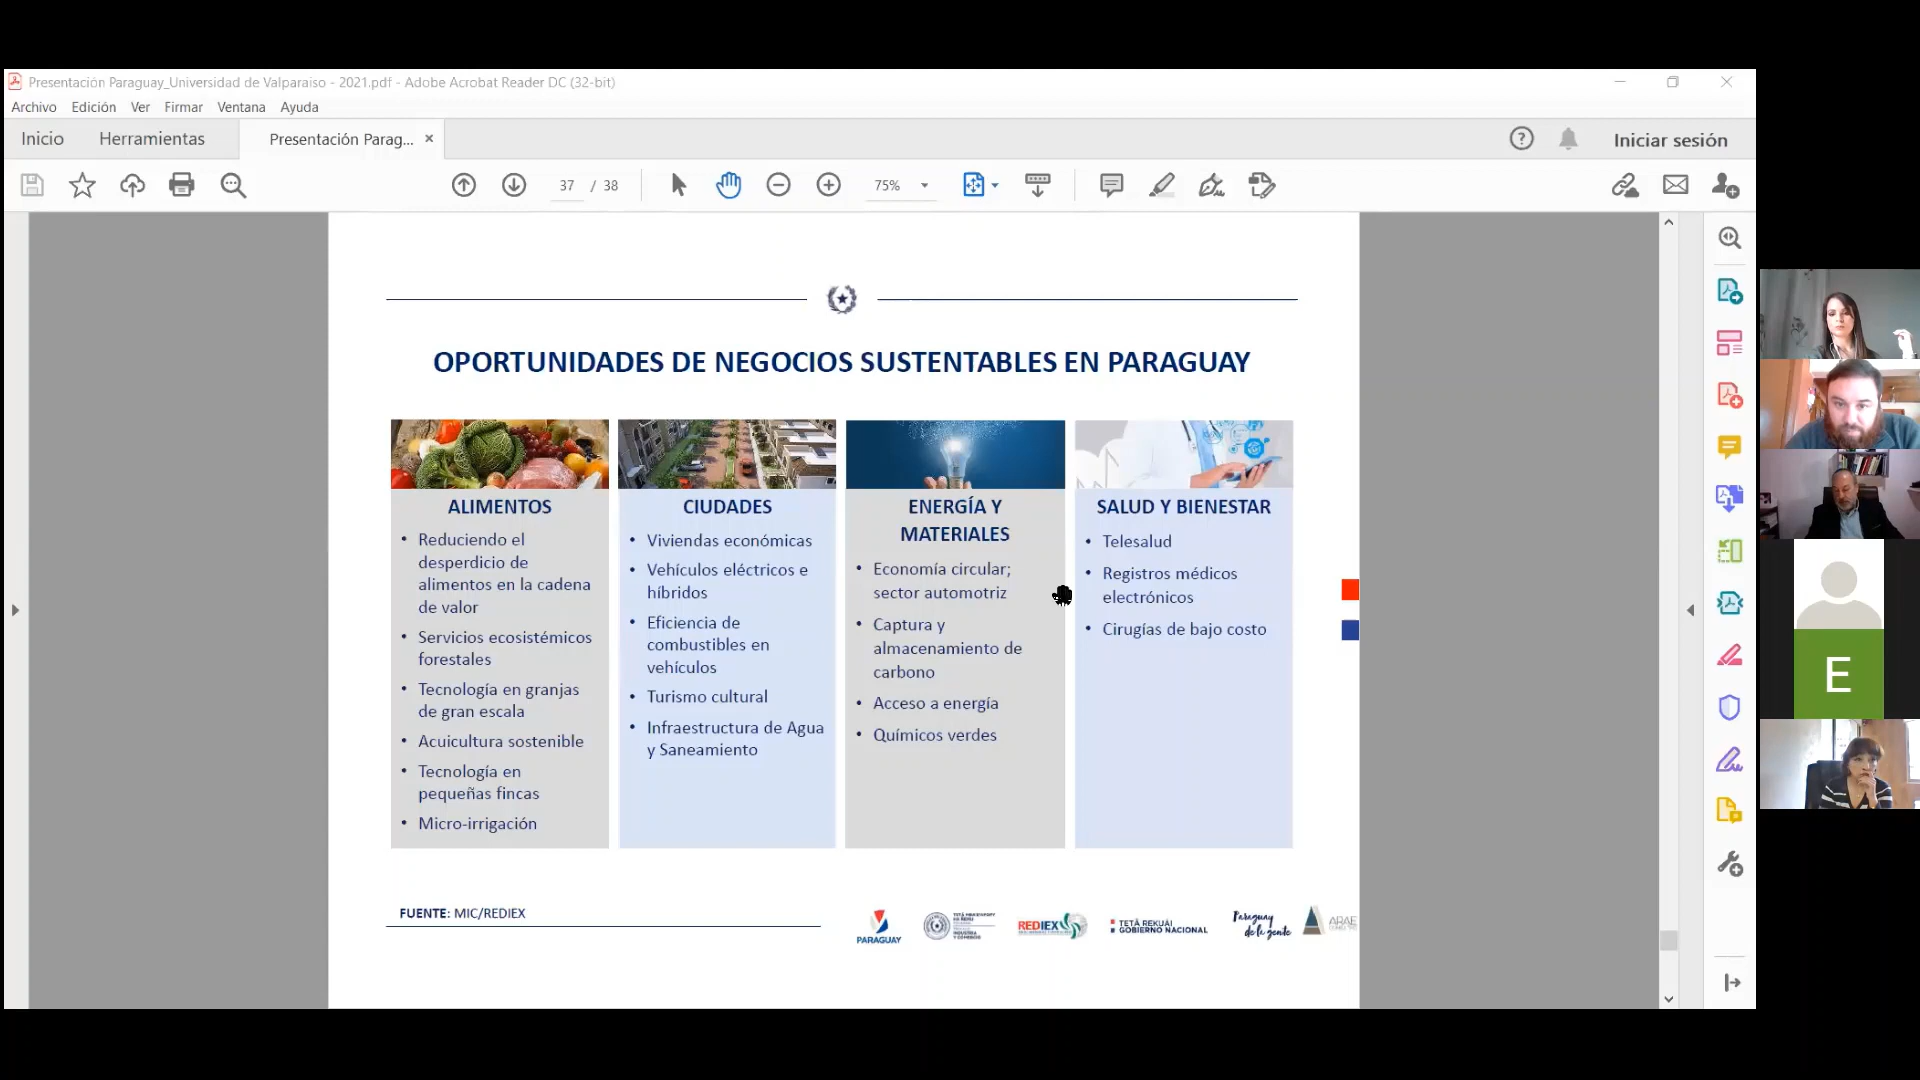 Presentación Paraguay_Universidad de Valparaiso - 2021.pdf - Adobe Acrobat Reader DC (32-bit)
Archivo Edición Ver Firmar Ventana Ayuda
Inicio Herramientas Presentación Parag... × Iniciar sesión
37 / 38 75%
OPORTUNIDADES DE NEGOCIOS SUSTENTABLES EN PARAGUAY
ALIMENTOS
• Reduciendo el
desperdicio de
alimentos en la cadena
de valor
• Servicios ecosistémicos
forestales
• Tecnología en granjas
de gran escala
• Acuicultura sostenible
• Tecnología en
pequeñas fincas
• Micro-irrigación
CIUDADES
• Viviendas económicas
• Vehículos eléctricos e
híbridos
• Eficiencia de
combustibles en
vehículos
• Turismo cultural
• Infraestructura de Agua
y Saneamiento
ENERGÍA Y
MATERIALES
• Economía circular;
sector automotriz
• Captura y
almacenamiento de
carbono
• Acceso a energía
• Químicos verdes
SALUD Y BIENESTAR
• Telesalud
• Registros médicos
electrónicos
• Cirugías de bajo costo
FUENTE: MIC/REDIEX
PARAGUAY
REDIEX
TETÃ REKUÁI
GOBIERNO NACIONAL
Paraguay
de la gente
E